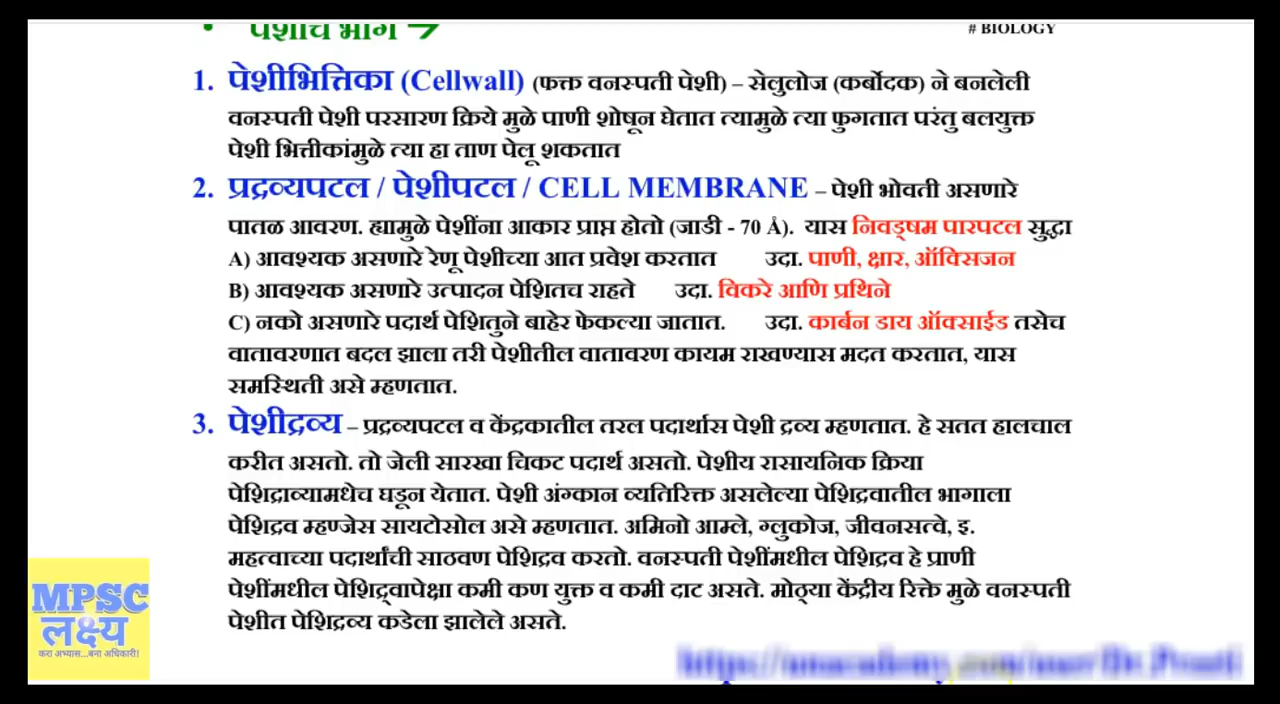 • पेशीचे भाग →
# BIOLOGY
1. पेशीभित्तिका (Cellwall) (फक्त वनस्पती पेशी) – सेलुलोज (कर्बोदक) ने बनलेली
वनस्पती पेशी परसारण क्रिये मुळे पाणी शोषून घेतात त्यामुळे त्या फुगतात परंतु बलयुक्त
पेशी भित्तीकांमुळे त्या हा ताण पेलू शकतात
2. प्रद्रव्यपटल / पेशीपटल / CELL MEMBRANE – पेशी भोवती असणारे
पातळ आवरण. ह्यामुळे पेशींना आकार प्राप्त होतो (जाडी - 70 Å). यास निवड्षम पारपटल सुद्धा
A) आवश्यक असणारे रेणू पेशीच्या आत प्रवेश करतात उदा. पाणी, क्षार, ऑक्सिजन
B) आवश्यक असणारे उत्पादन पेशितच राहते उदा. विकरे आणि प्रथिने
C) नको असणारे पदार्थ पेशितुने बाहेर फेकल्या जातात. उदा. कार्बन डाय ऑक्साईड तसेच
वातावरणात बदल झाला तरी पेशीतील वातावरण कायम राखण्यास मदत करतात, यास
समस्थिती असे म्हणतात.
3. पेशीद्रव्य – प्रद्रव्यपटल व केंद्रकातील तरल पदार्थास पेशी द्रव्य म्हणतात. हे सतत हालचाल
करीत असतो. तो जेली सारखा चिकट पदार्थ असतो. पेशीय रासायनिक क्रिया
पेशिद्राव्यामधेच घडून येतात. पेशी अंग्कान व्यतिरिक्त असलेल्या पेशिद्रवातील भागाला
पेशिद्रव म्हण्जेस सायटोसोल असे म्हणतात. अमिनो आम्ले, ग्लुकोज, जीवनसत्वे, इ.
महत्वाच्या पदार्थांची साठवण पेशिद्रव करतो. वनस्पती पेशींमधील पेशिद्रव हे प्राणी
पेशींमधील पेशिद्र्वापेक्षा कमी कण युक्त व कमी दाट असते. मोठ्या केंद्रीय रिक्ते मुळे वनस्पती
पेशीत पेशिद्रव्य कडेला झालेले असते.
MPSC
लक्ष्य
करा अभ्यास...बना अधिकारी!